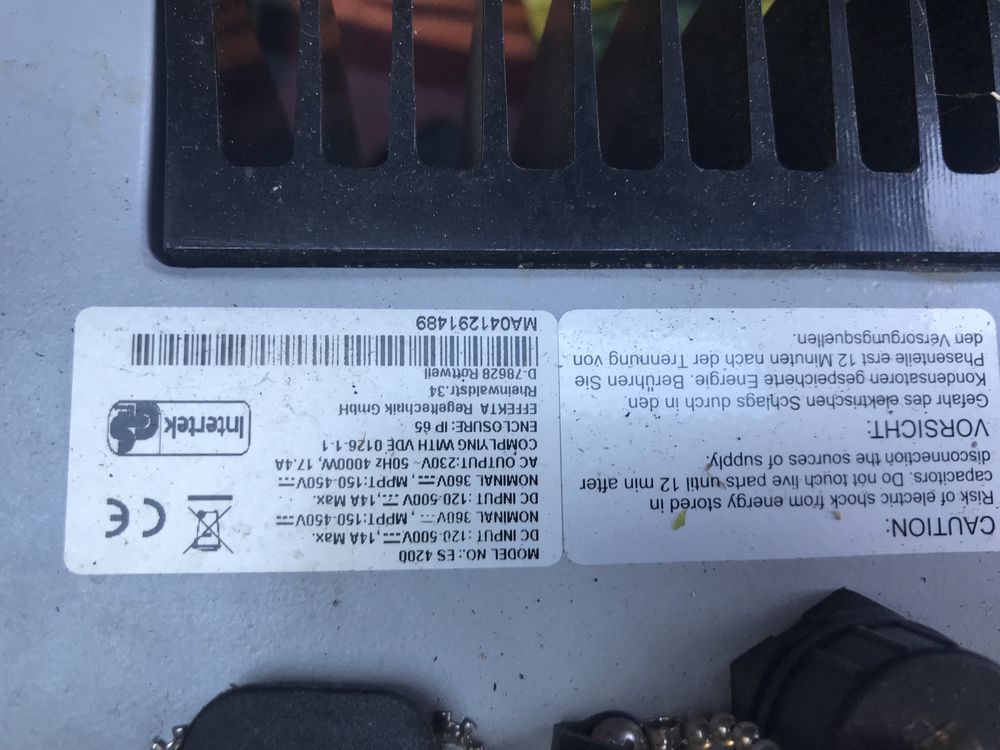 MODEL NO.: ES 4200
DC INPUT : 120-500V⎓, 14A Max.
NOMINAL 360V ⎓, MPPT:150-450V⎓
DC INPUT : 120-500V⎓, 14A Max.
NOMINAL 360V ⎓, MPPT:150-450V⎓
AC OUTPUT:230V~ 50Hz 4000W, 17.4A
COMPLYING WITH VDE 0126-1-1
ENCLOSURE: IP 65
EFFEKTA Regeltechnik GmbH
Rheinwaldstr.34
D-78628 Rottweil
MA041291489
CE
Intertek
CAUTION:
Risk of electric shock from energy stored in
capacitors. Do not touch live parts until 12 min after
disconnection the sources of supply.
VORSICHT:
Gefahr des elektrischen Schlags durch in den
Kondensatoren gespeicherte Energie. Berühren Sie
Phasenteile erst 12 Minuten nach der Trennung von
den Versorgungsquellen.